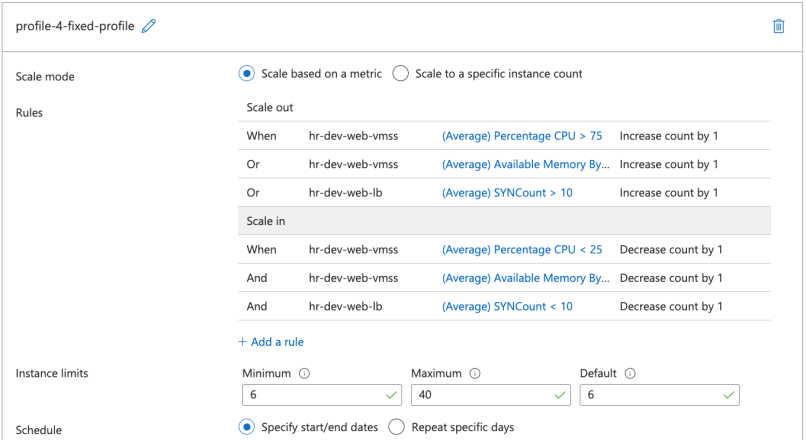 profile-4-fixed-profile
Scale mode Scale based on a metric Scale to a specific instance count
Rules Scale out
When hr-dev-web-vmss (Average) Percentage CPU > 75 Increase count by 1
Or hr-dev-web-vmss (Average) Available Memory By... Increase count by 1
Or hr-dev-web-lb (Average) SYNCount > 10 Increase count by 1
Scale in
When hr-dev-web-vmss (Average) Percentage CPU < 25 Decrease count by 1
And hr-dev-web-vmss (Average) Available Memory By... Decrease count by 1
And hr-dev-web-lb (Average) SYNCount < 10 Decrease count by 1
+ Add a rule
Instance limits Minimum Maximum Default
6 40 6
Schedule Specify start/end dates Repeat specific days